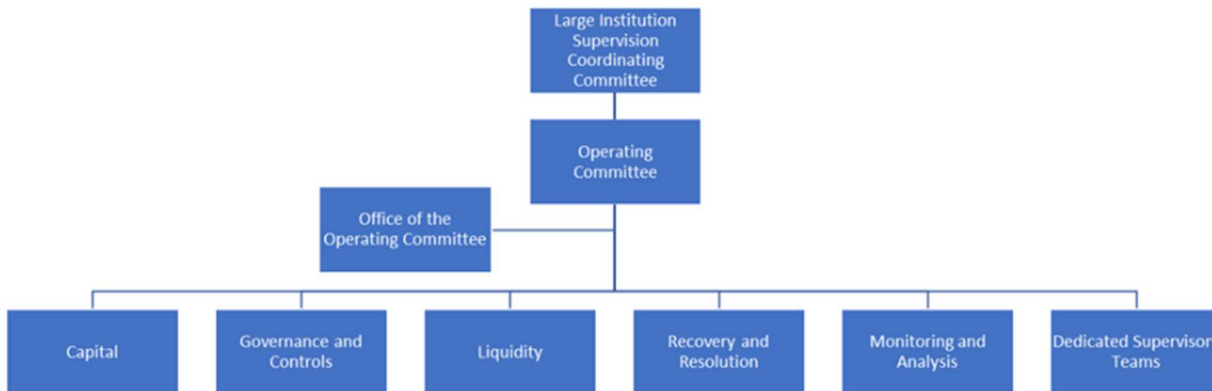 Large Institution
Supervision
Coordinating
Committee
Operating
Committee
Office of the
Operating Committee
Capital
Governance and
Controls
Liquidity
Recovery and
Resolution
Monitoring and
Analysis
Dedicated Supervisory
Teams